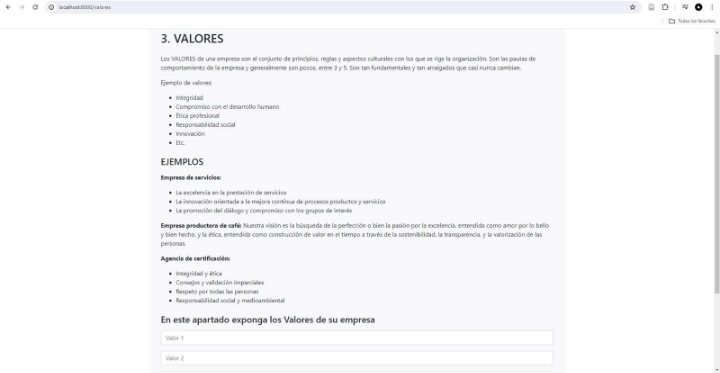 localhost:8000/valores
Todos los favoritos
3. VALORES
Los VALORES de una empresa son el conjunto de principios, reglas y aspectos culturales con los que se rige la organización. Son las pautas de
comportamiento de la empresa y generalmente son pocos, entre 3 y 5. Son tan fundamentales y tan arraigados que casi nunca cambian.
Ejemplo de valores:
Integridad
Compromiso con el desarrollo humano
Ética profesional
Responsabilidad social
Innovación
Etc.
EJEMPLOS
Empresa de servicios:
La excelencia en la prestación de servicios
La innovación orientada a la mejora continua de procesos productos y servicios
La promoción del diálogo y compromiso con los grupos de interés
Empresa productora de café: Nuestra visión es la búsqueda de la perfección o bien la pasión por la excelencia, entendida como amor por lo bello
y bien hecho, y la ética, entendida como construcción de valor en el tiempo a través de la sostenibilidad, la transparencia, y la valorización de las
personas.
Agencia de certificación:
Integridad y ética
Consejos y validación imparciales
Respeto por todas las personas
Responsabilidad social y medioambiental
En este apartado exponga los Valores de su empresa
Valor 1
Valor 2